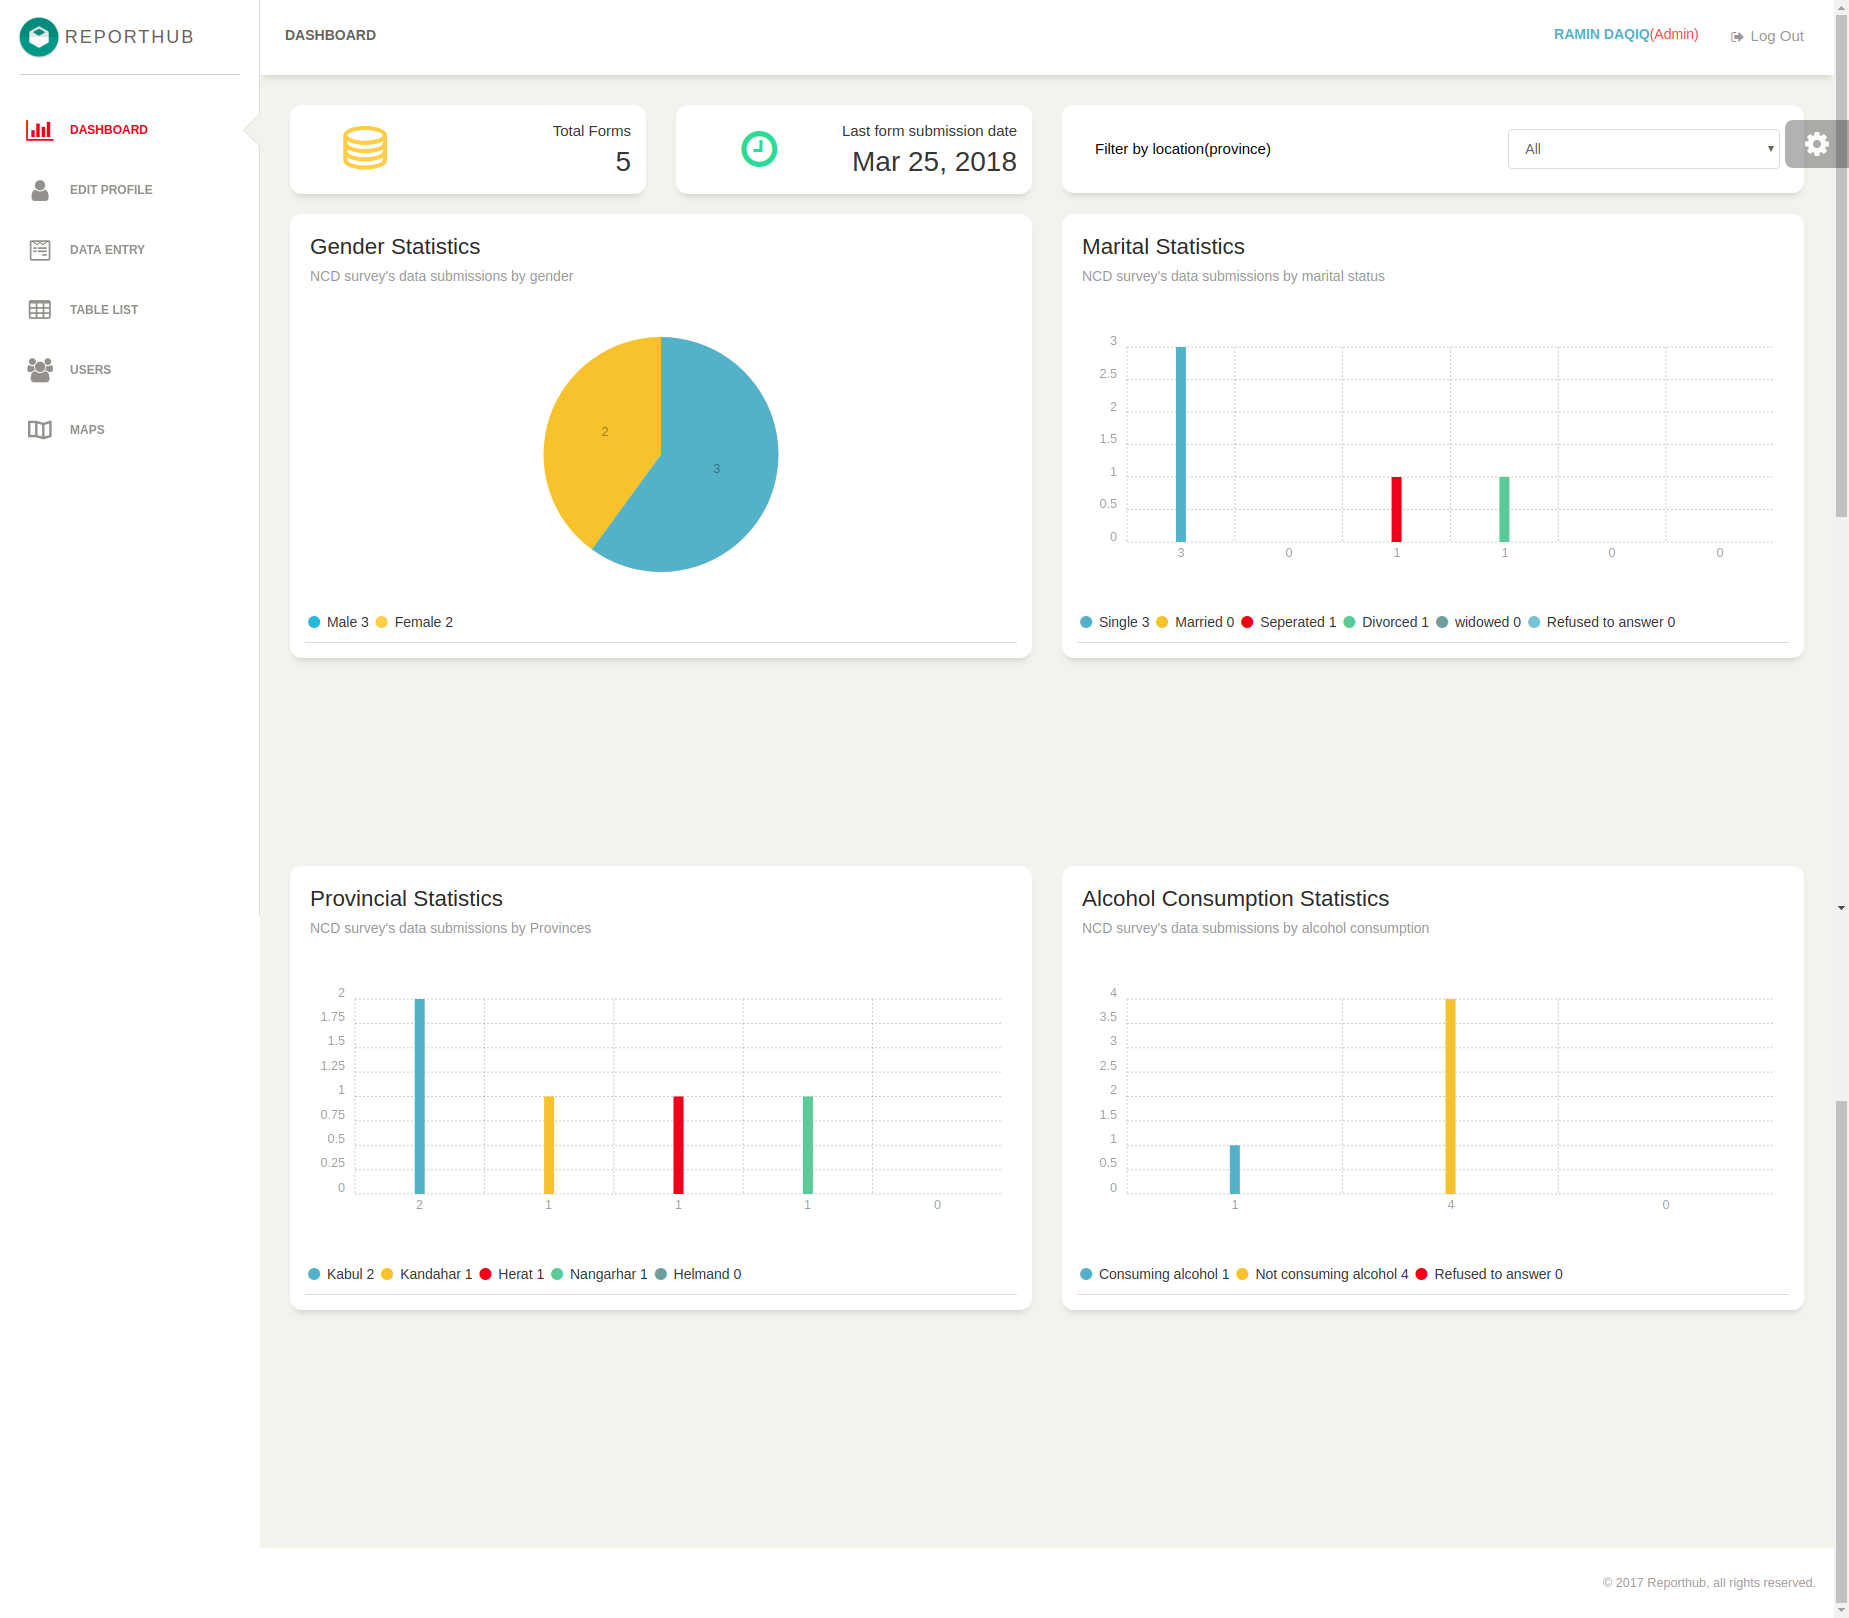 REPORTHUB
DASHBOARD
EDIT PROFILE
DATA ENTRY
TABLE LIST
USERS
MAPS
DASHBOARD
RAMIN DAQIQ(Admin)
Log Out
Total Forms
5
Last form submission date
Mar 25, 2018
Filter by location(province)
All
Gender Statistics
NCD survey's data submissions by gender
2
3
Male 3 Female 2
Marital Statistics
NCD survey's data submissions by marital status
3
2.5
2
1.5
1
0.5
0
3 0 1 1 0 0
Single 3 Married 0 Seperated 1 Divorced 1 widowed 0 Refused to answer 0
Provincial Statistics
NCD survey's data submissions by Provinces
2
1.75
1.5
1.25
1
0.75
0.5
0.25
0
2 1 1 1 0
Kabul 2 Kandahar 1 Herat 1 Nangarhar 1 Helmand 0
Alcohol Consumption Statistics
NCD survey's data submissions by alcohol consumption
4
3.5
3
2.5
2
1.5
1
0.5
0
1 4 0
Consuming alcohol 1 Not consuming alcohol 4 Refused to answer 0
© 2017 Reporthub, all rights reserved.